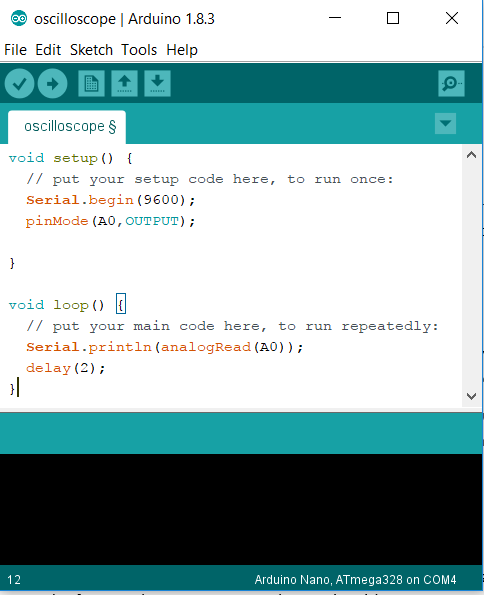 oscilloscope | Arduino 1.8.3
File Edit Sketch Tools Help
oscilloscope §
void setup() {
// put your setup code here, to run once:
Serial.begin(9600);
pinMode(A0,OUTPUT);
}
void loop() {
// put your main code here, to run repeatedly:
Serial.println(analogRead(A0));
delay(2);
}
12
Arduino Nano, ATmega328 on COM4